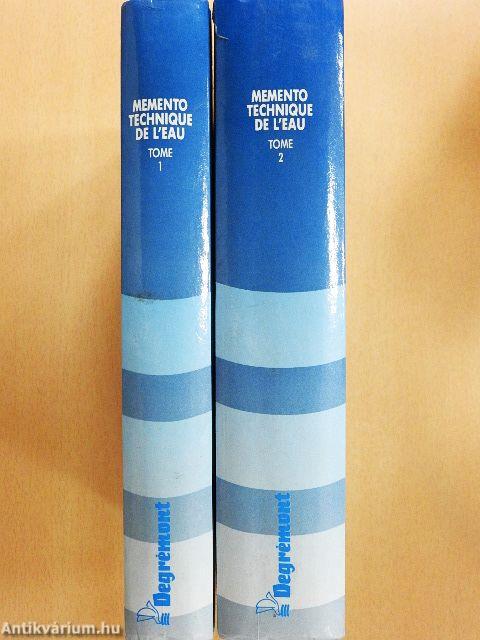 MEMENTO
TECHNIQUE
DE L'EAU
TOME
1
Degrémont
MEMENTO
TECHNIQUE
DE L'EAU
TOME
2
Degrémont
Antikvárium.hu